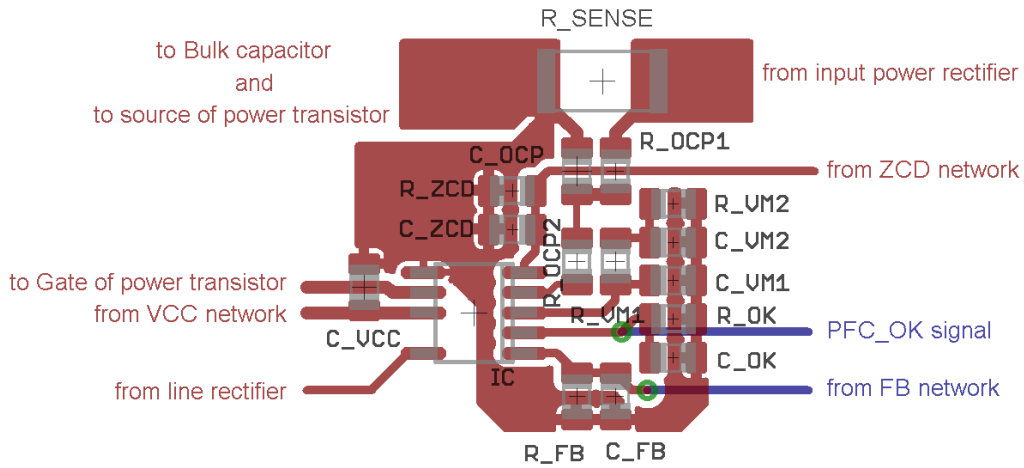 R_SENSE
to Bulk capacitor
and
to source of power transistor
from input power rectifier
R_OCP1
C_OCP
from ZCD network
R_ZCD
R_VM2
C_ZCD
R_OCP2
C_VM2
to Gate of power transistor
C_VM1
from VCC network
R_VM1
R_OK
PFC_OK signal
C_VCC
C_OK
IC
from line rectifier
from FB network
R_FB
C_FB